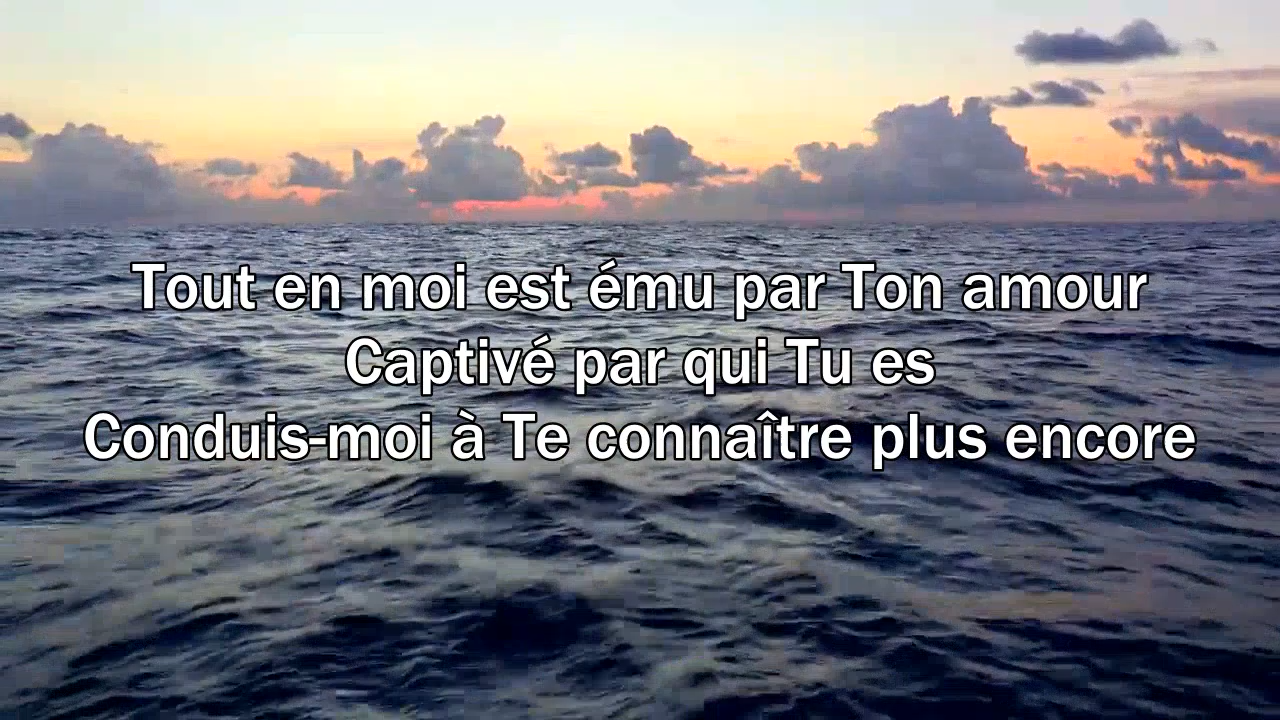 Tout en moi est ému par Ton amour
Captivé par qui Tu es
Conduis-moi à Te connaître plus encore